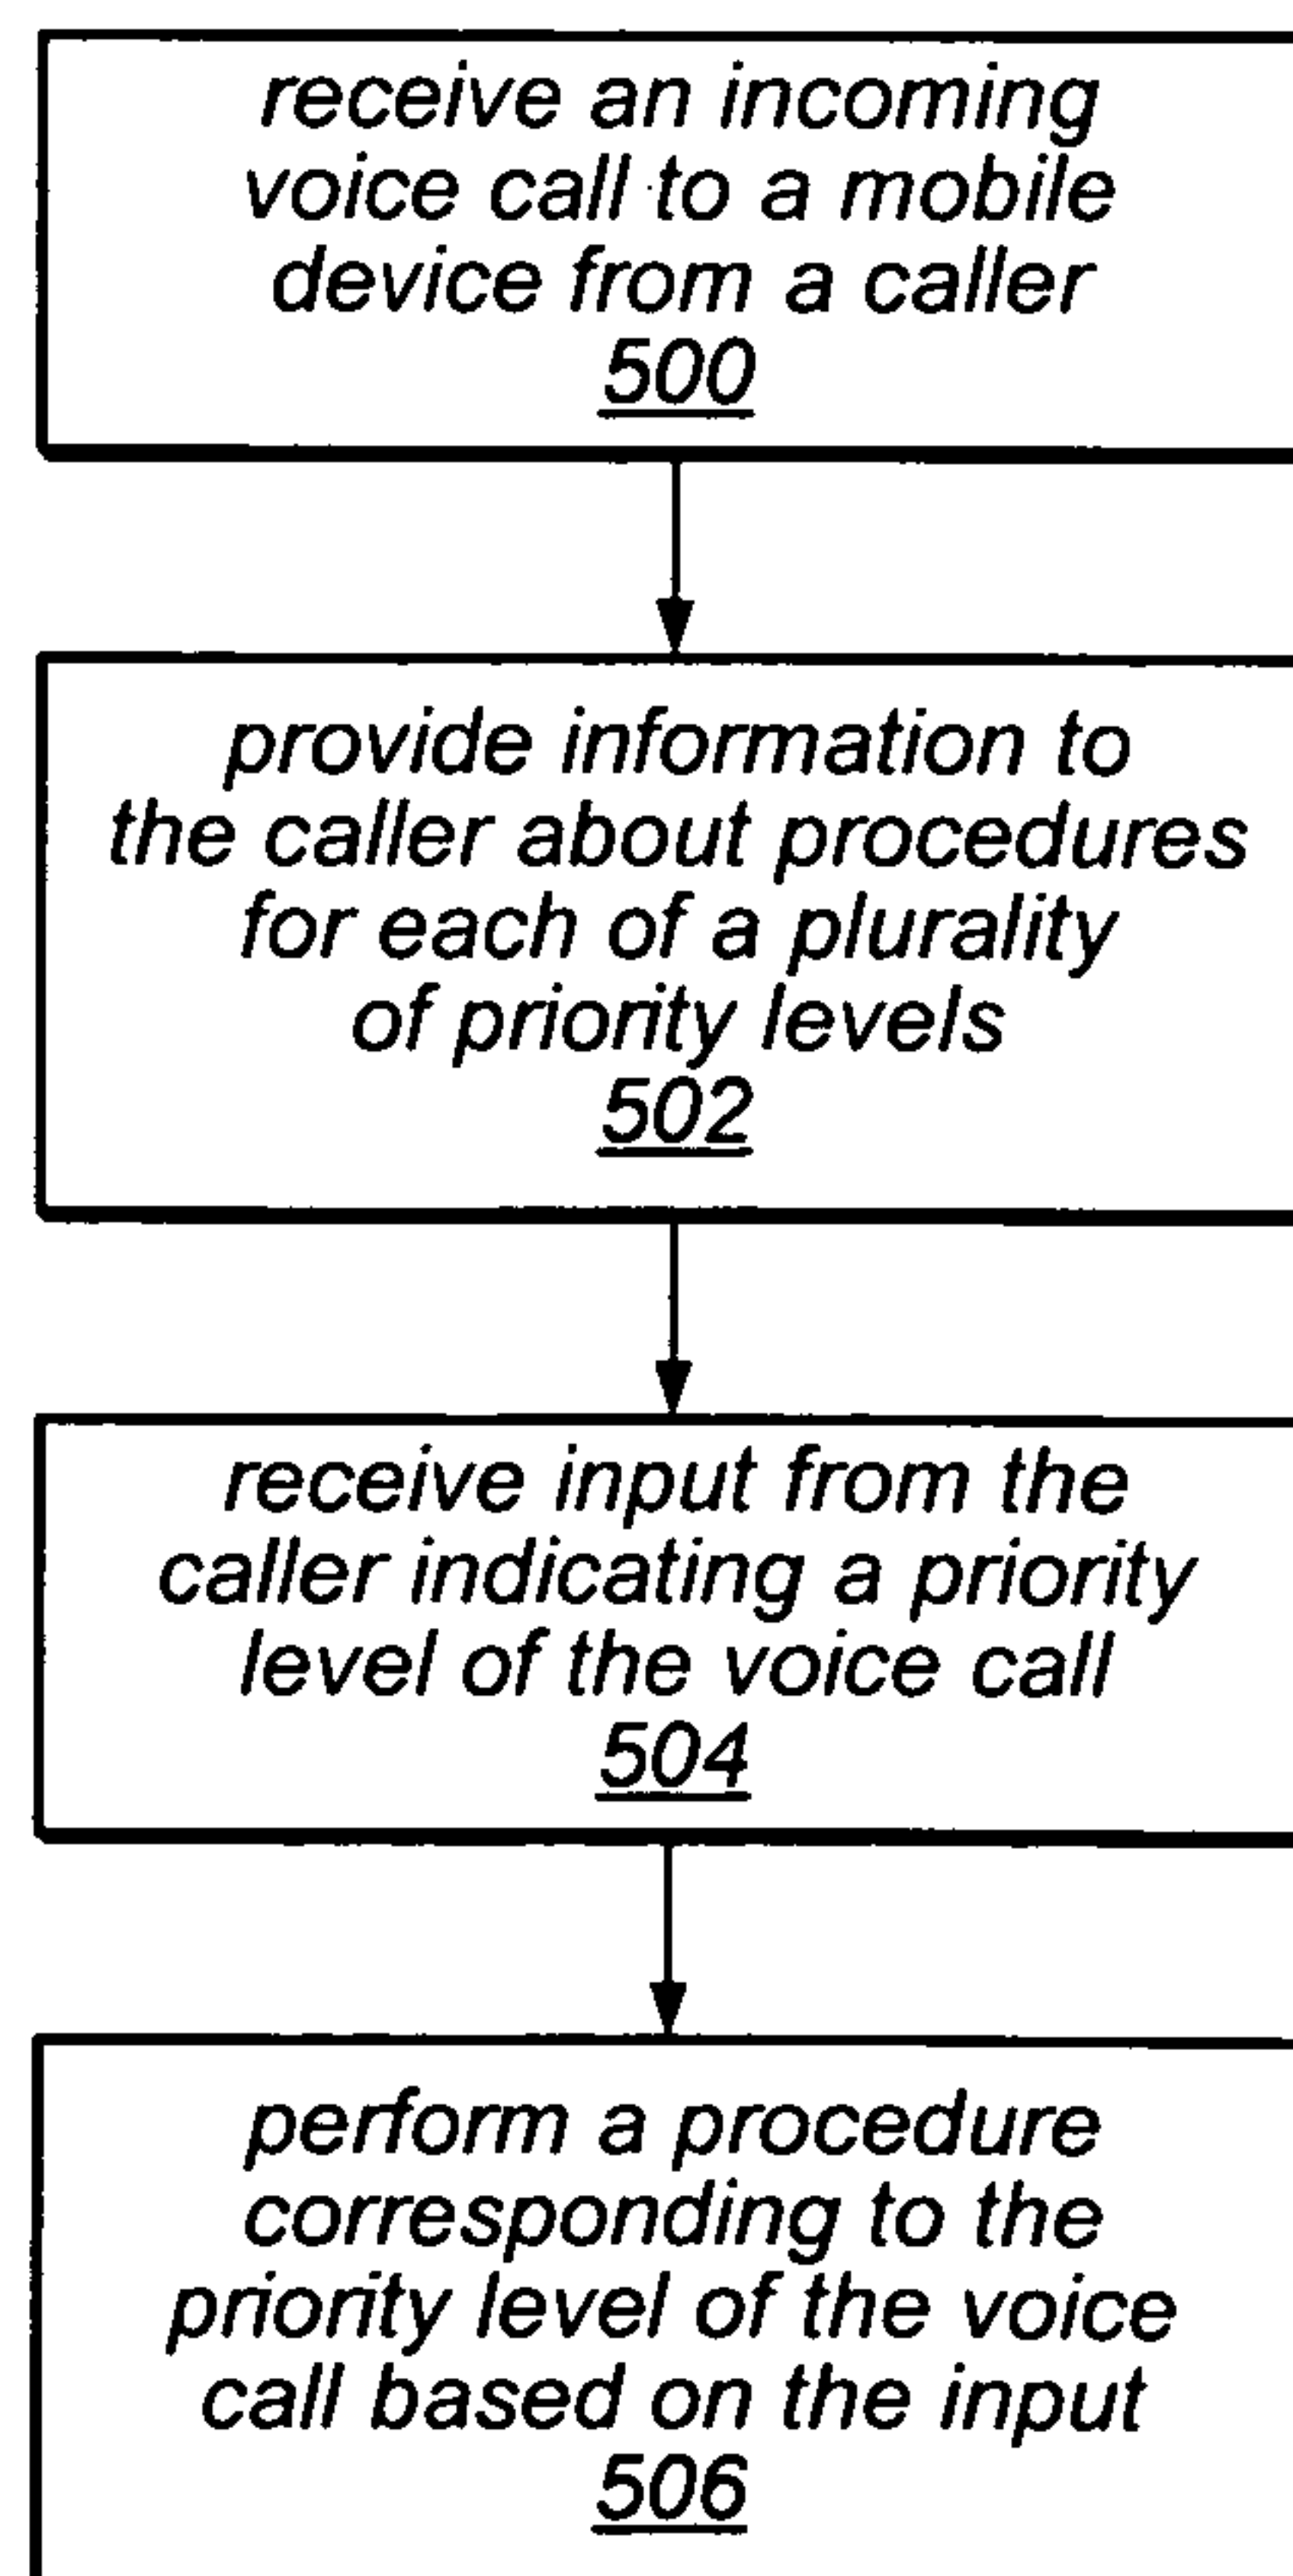 receive an incoming
voice call to a mobile
device from a caller
500
provide information to
the caller about procedures
for each of a plurality
of priority levels
502
receive input from the
caller indicating a priority
level of the voice call
504
perform a procedure
corresponding to the
priority level of the voice
call based on the input
506